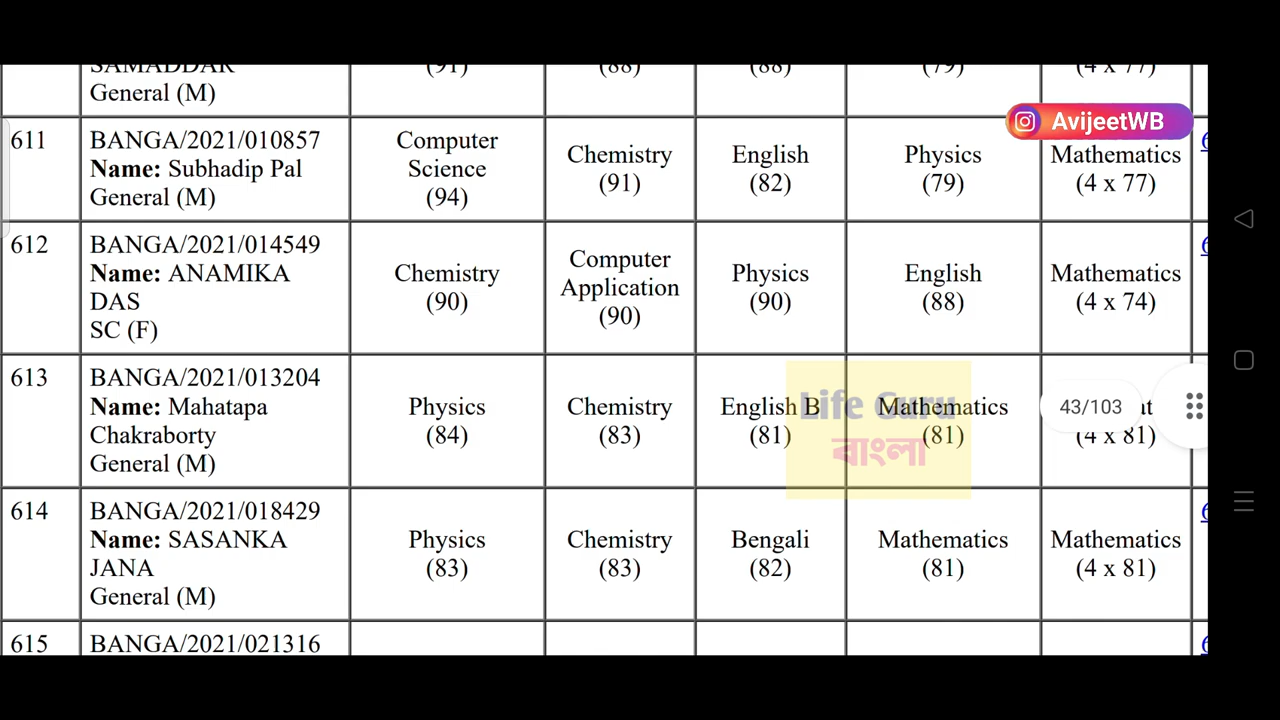 SAMADDAR (91) (88) (88) (79) (4 x 77)
General (M)
AvijeetWB
611 BANGA/2021/010857 Computer Chemistry English Physics Mathematics
Name: Subhadip Pal Science (91) (82) (79) (4 x 77)
General (M) (94)
612 BANGA/2021/014549 Computer
Name: ANAMIKA Chemistry Application Physics English Mathematics
DAS (90) (90) (90) (88) (4 x 74)
SC (F)
613 BANGA/2021/013204
Name: Mahatapa Physics Chemistry English B Mathematics
Chakraborty (84) (83) (81) (81) (4 x 81)
General (M)
Life Guru
বাংলা
43/103
614 BANGA/2021/018429
Name: SASANKA Physics Chemistry Bengali Mathematics Mathematics
JANA (83) (83) (82) (81) (4 x 81)
General (M)
615 BANGA/2021/021316